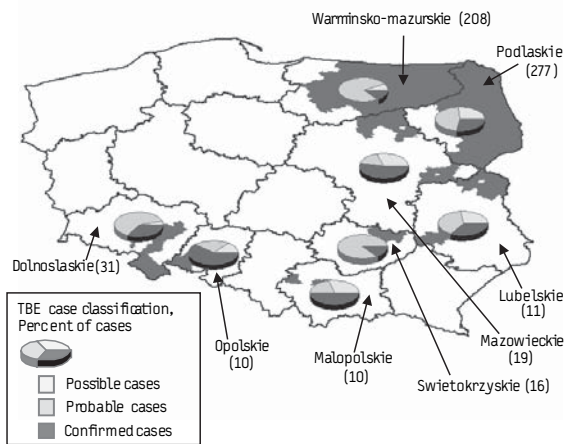 Warminsko-mazurskie (208)
Podlaskie
(277)
Dolnoslaskie(31)
Lubelskie
(11)
TBE case classification,
Percent of cases
Opolskie
(10)
Malopolskie
(10)
Mazowieckie
(19)
Swietokrzyskie (16)
Possible cases
Probable cases
Confirmed cases